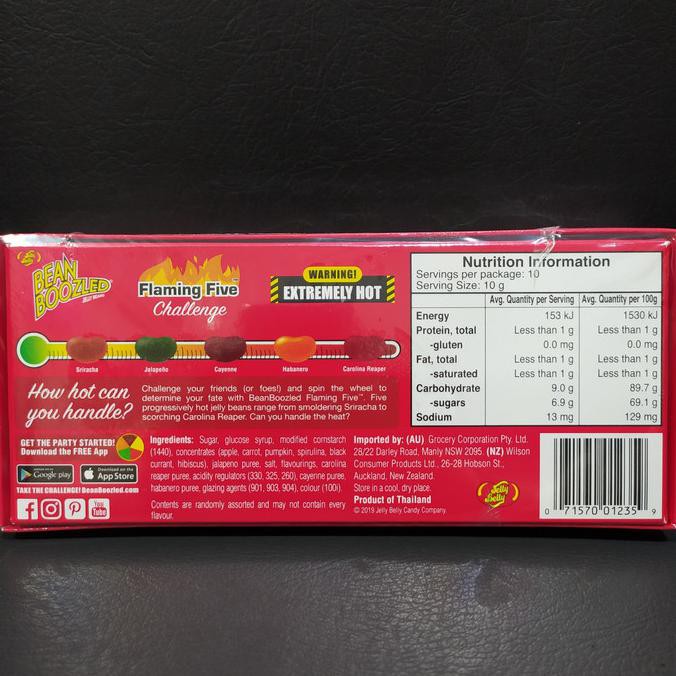 BEAN
BOOZLED
JELLY BEANS
Flaming Five™
Challenge
WARNING!
EXTREMELY HOT
Sriracha
Jalapeño
Cayenne
Habanero
Carolina Reaper
How hot can
you handle?
Challenge your friends (or foes!) and spin the wheel to
determine your fate with BeanBoozled Flaming Five™. Five
progressively hot jelly beans range from smoldering Sriracha to
scorching Carolina Reaper. Can you handle the heat?
GET THE PARTY STARTED!
Download the FREE App
Google play
Download on the
App Store
TAKE THE CHALLENGE! BeanBoozled.com
You
Tube
Ingredients: Sugar, glucose syrup, modified cornstarch
(1440), concentrates (apple, carrot, pumpkin, spirulina, black
currant, hibiscus), jalapeno puree, salt, flavourings, carolina
reaper puree, acidity regulators (330, 325, 260), cayenne puree,
habanero puree, glazing agents (901, 903, 904), colour (100i).
Contents are randomly assorted and may not contain every
flavour.
Imported by: (AU) Grocery Corporation Pty. Ltd.
28/22 Darley Road, Manly NSW 2095. (NZ) Wilson
Consumer Products Ltd., 26-28 Hobson St.,
Auckland, New Zealand.
Store in a cool, dry place.
Product of Thailand
© 2019 Jelly Belly Candy Company.
Nutrition Information
Servings per package: 10
Serving Size: 10 g
Avg. Quantity per Serving Avg. Quantity per 100g
Energy 153 kJ 1530 kJ
Protein, total Less than 1 g Less than 1 g
-gluten 0.0 mg 0.0 mg
Fat, total Less than 1 g Less than 1 g
-saturated Less than 1 g Less than 1 g
Carbohydrate 9.0 g 89.7 g
-sugars 6.9 g 69.1 g
Sodium 13 mg 129 mg
Jelly
Belly
0 71570 01235 9